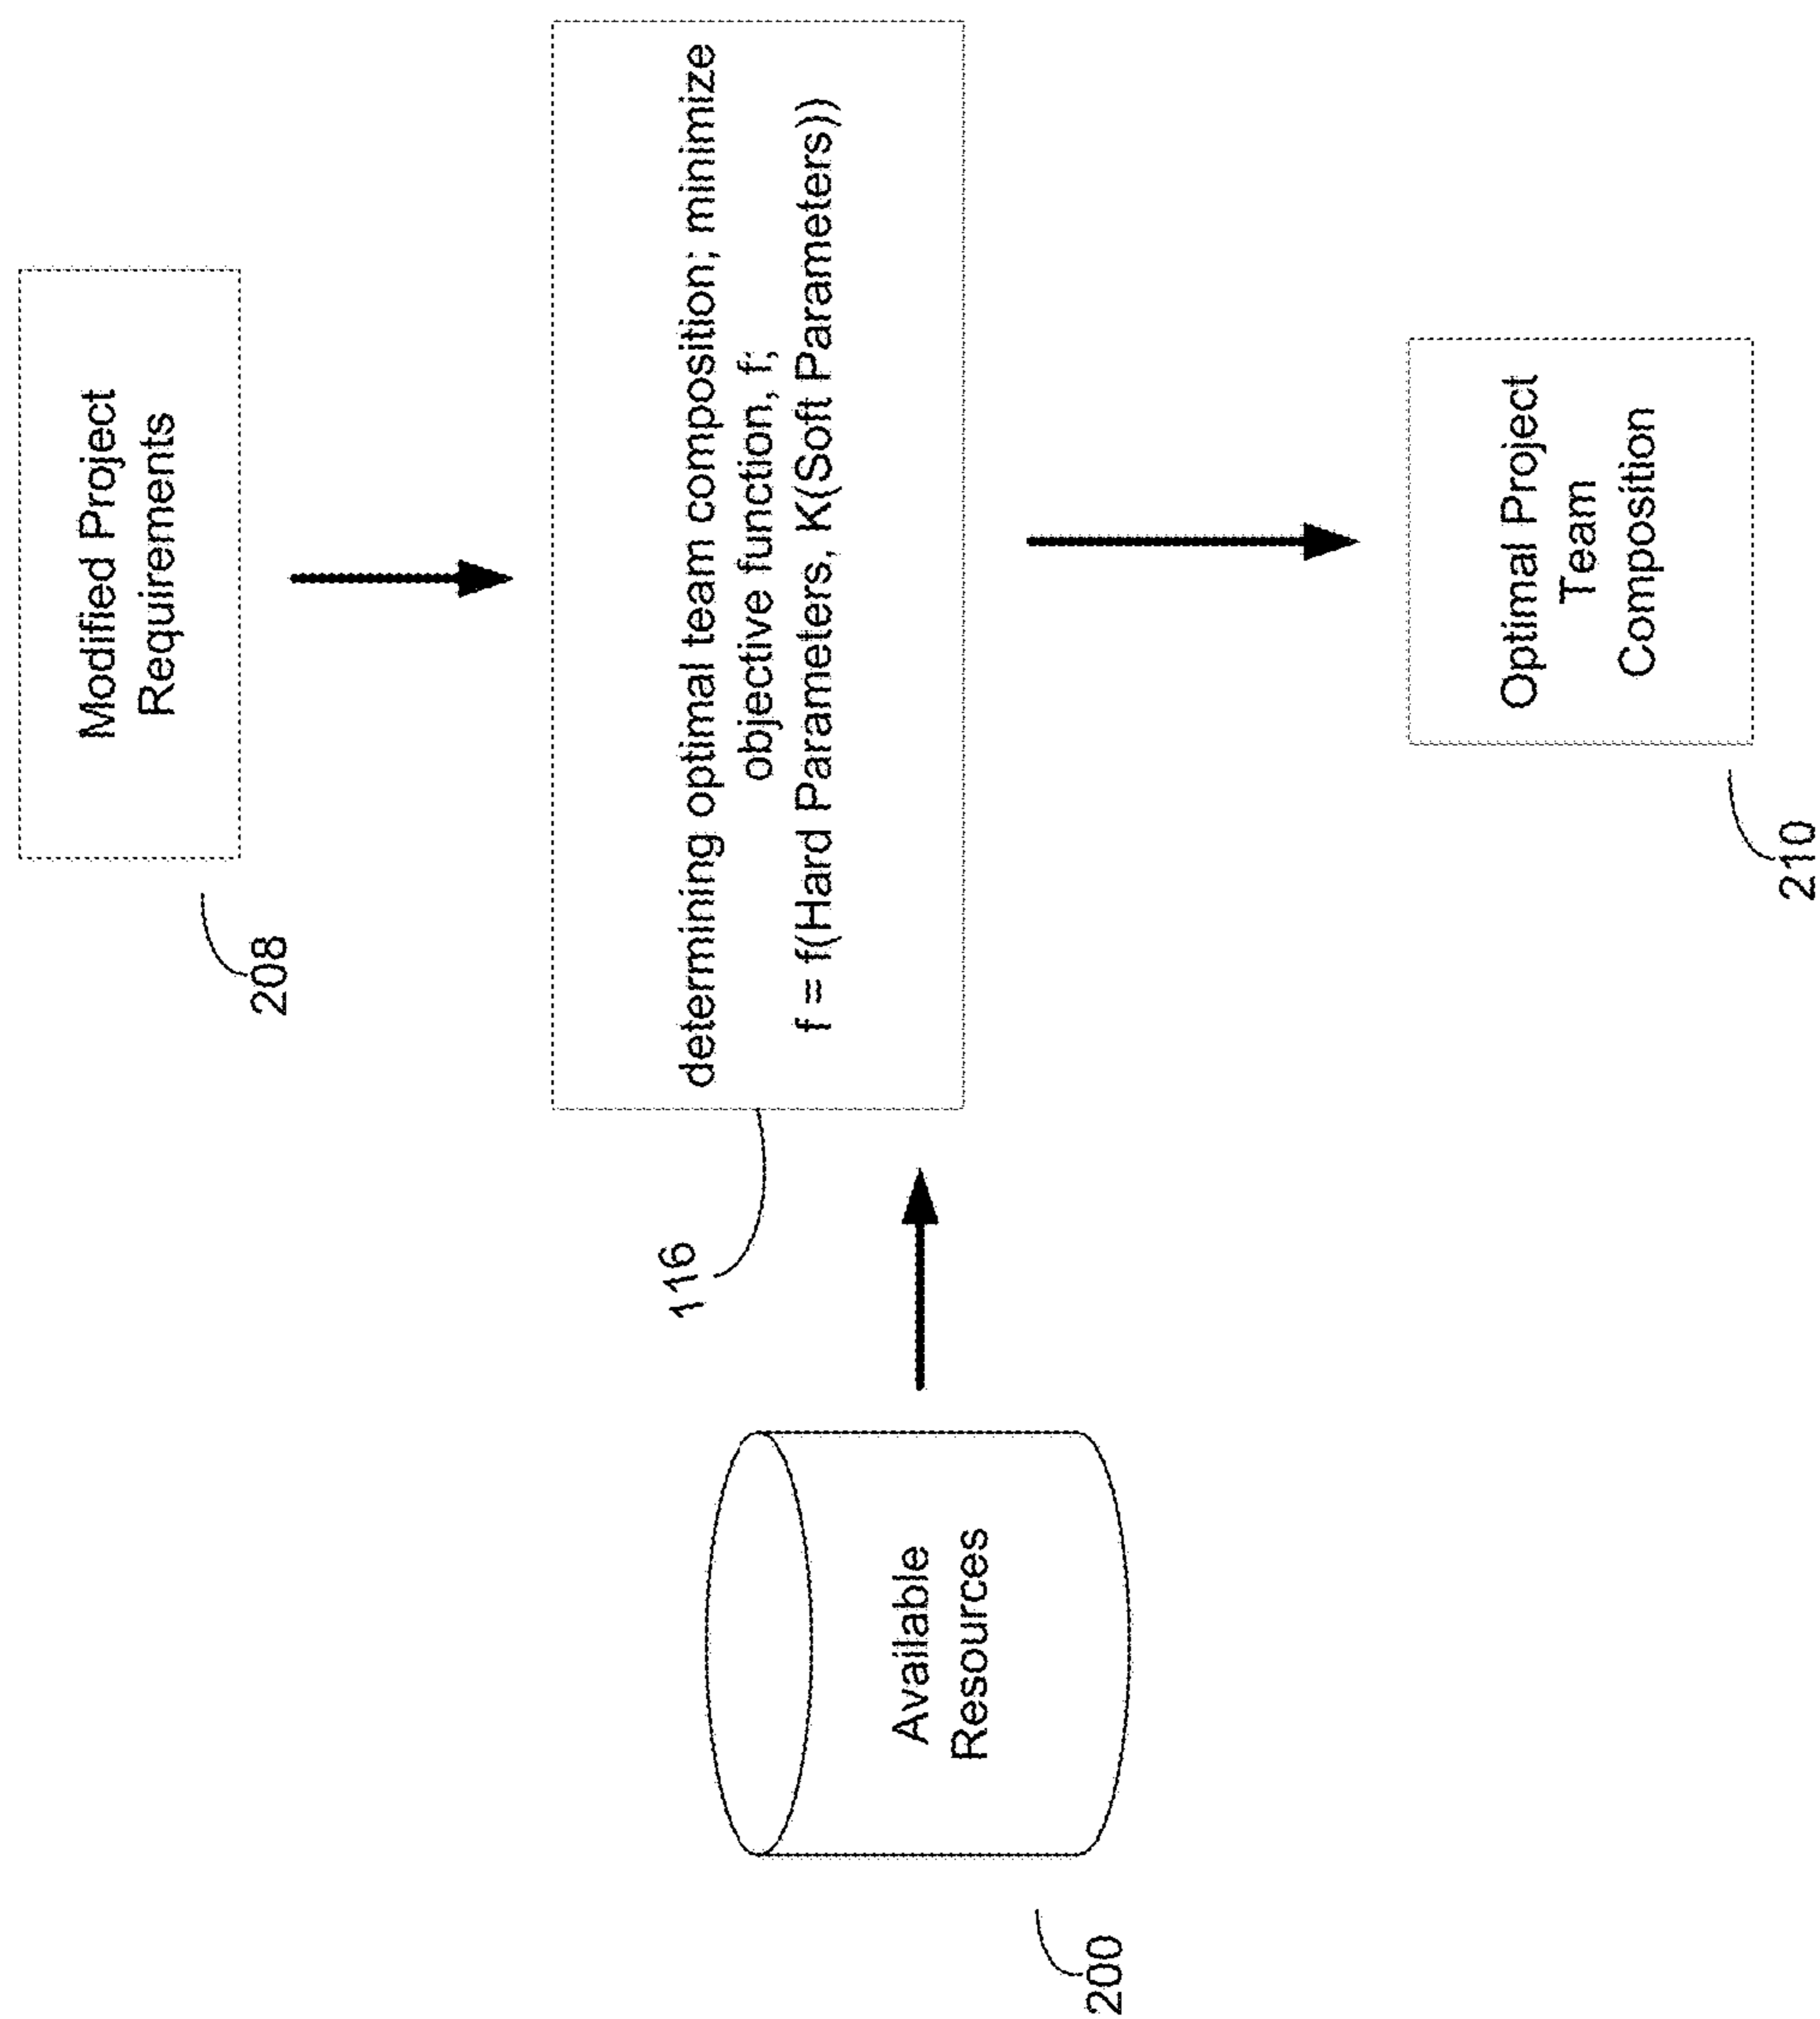 Modified Project
Requirements
208
determining optimal team composition; minimize
objective function, f;
f = f(Hard Parameters, K(Soft Parameters))
116
Available
Resources
200
Optimal Project
Team
Composition
210